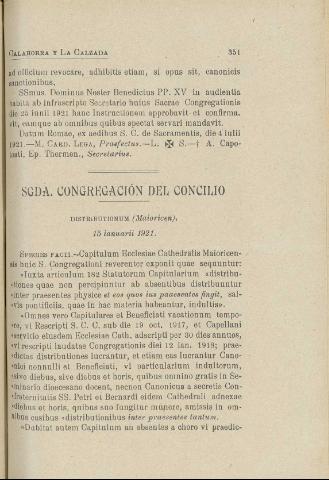 CALAHORRA Y LA CALZADA 351
ad officium revocare, adhibitis etiam, si opus sit, canonicis
sanctionibus.
SSmus. Dominus Noster Benedictus PP. XV in audientia
habita ab infrascripto Secretario huius Sacrae Congregationis
die 25 iunii 1921 hanc Instructionem approbavit et confirma.
vit, eamque ab omnibus quibus spectat servari mandavit.
Datum Romae, ex aedibus S. C. de Sacramentis, die 4 iulii
1921.—M. CARD. LEGA, Praefectus.—L. ✠ S.—† A. Capo-
tosti, Ep. Thermen., Secretarius.
SGDA. CONGREGACIÓN DEL CONCILIO
DISTRIBUTIONUM (Maioricen).
15 ianuarii 1921.
SPECIES FACTI.—Capitulum Ecclesiae Cathedralis Maioricen-
sis huic S. Congregationi reverenter exponit quae sequuntur:
«Iuxta articulum 182 Statutorum Capitularium «distribu-
«tiones quae non percipiuntur ab absentibus distribuuntur
«inter praesentes physice et eos quos ius praesentes fingit, sal-
«vis pontificiis, quae in hac materia habeantur, indultis».
«Omnes vero Capitulares et Beneficiati vacationum tempo-
re, vi Rescripti S. C. C. sub die 19 oct. 1917, et Capellani
«servitio eiusdem Ecclesiae Cath. adscripti per 30 dies annuos,
«vi rescripti laudatae Congregationis diei 12 ian. 1918; prae-
«dictas distributiones lucrantur, et etiam eas lucrantur Cano-
«nici nonnulli et Beneficiati, vi particularium indultorum,
«sive diebus, sive diebus et horis, quibus omnino gratis in Se-
«minario dioecesano docent, necnon Canonicus a secretis Con-
«fraternitatis SS. Petri et Bernardi eidem Cathedrali adnexae
«diebus et horis, quibus suo fungitur munere, amissis in om-
«nibus casibus «distributionibus inter praesentes tantum.
«Dubitat autem Capitulum an absentes a choro vi praedic-